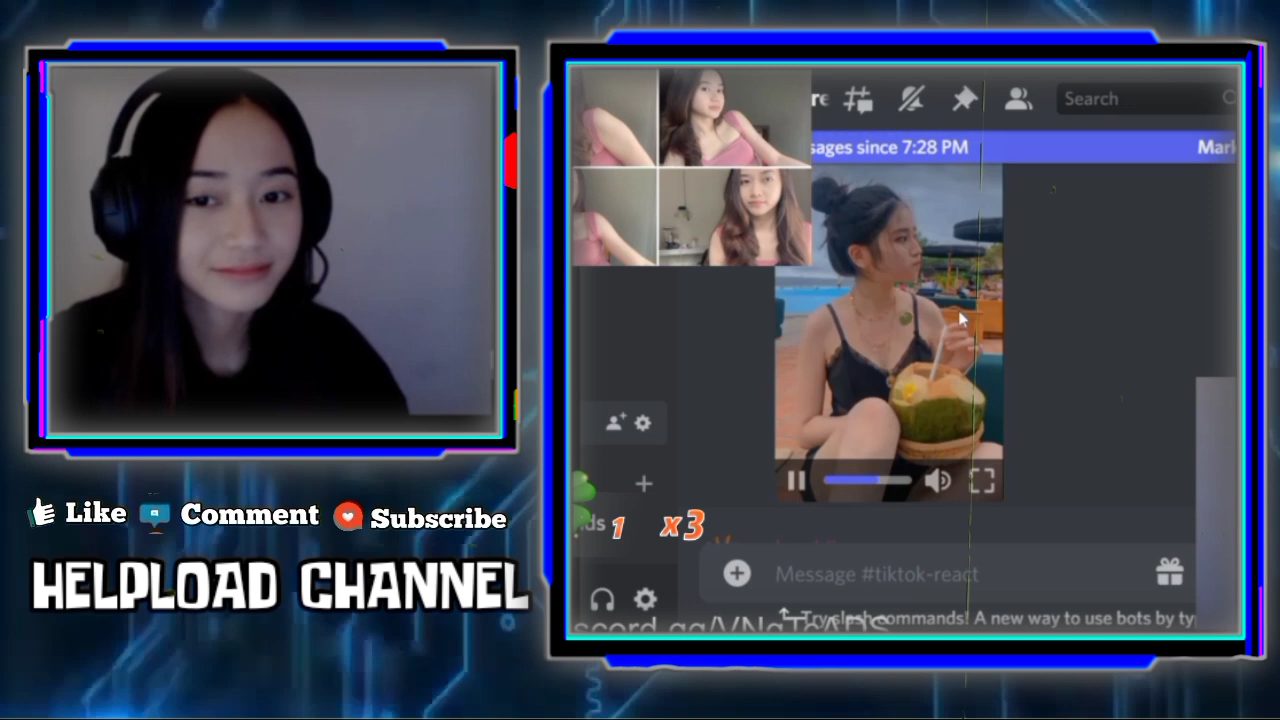 Search
sages since 7:28 PM
Mark
1 x3
Message #tiktok-react
Try slash commands! A new way to use bots by ty
Like Comment Subscribe
HELPLOAD CHANNEL